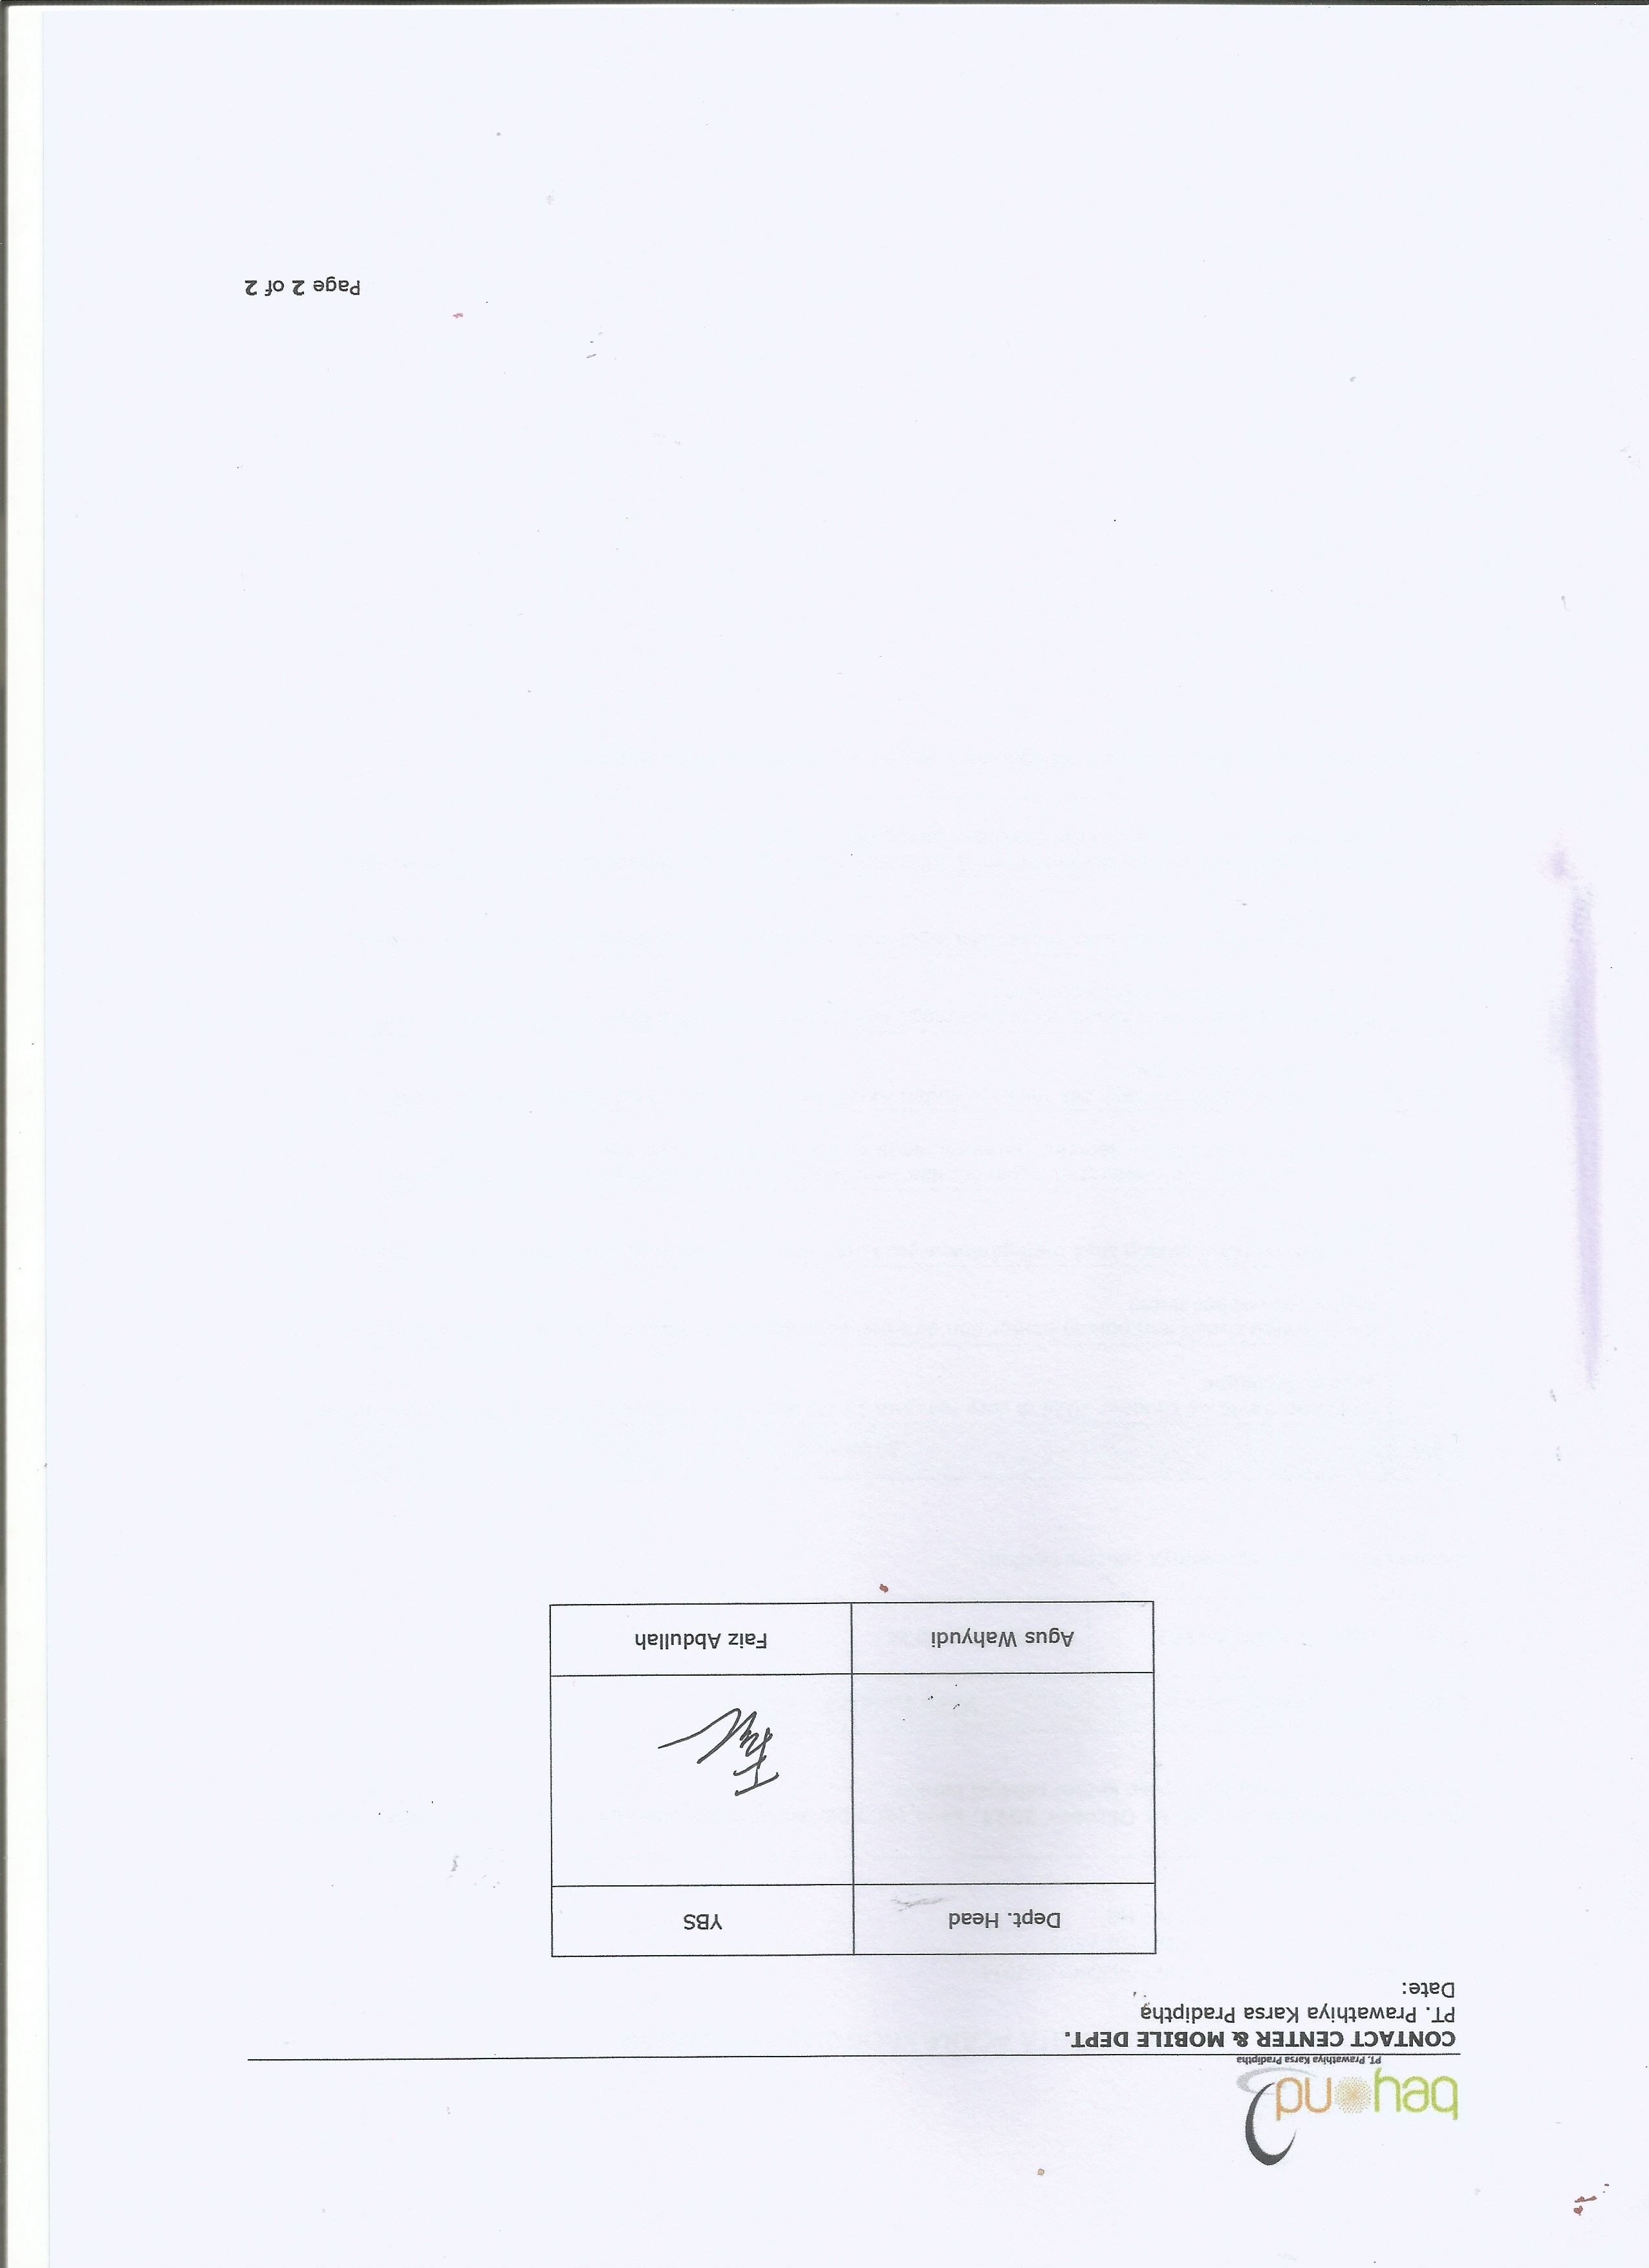 beyond
PT. Prawathiya Karsa Pradiptha
CONTACT CENTER & MOBILE DEPT.
PT. Prawathiya Karsa Pradiptha
Date:
Dept. Head YBS
Agus Wahyudi Faiz Abdullah
Page 2 of 2